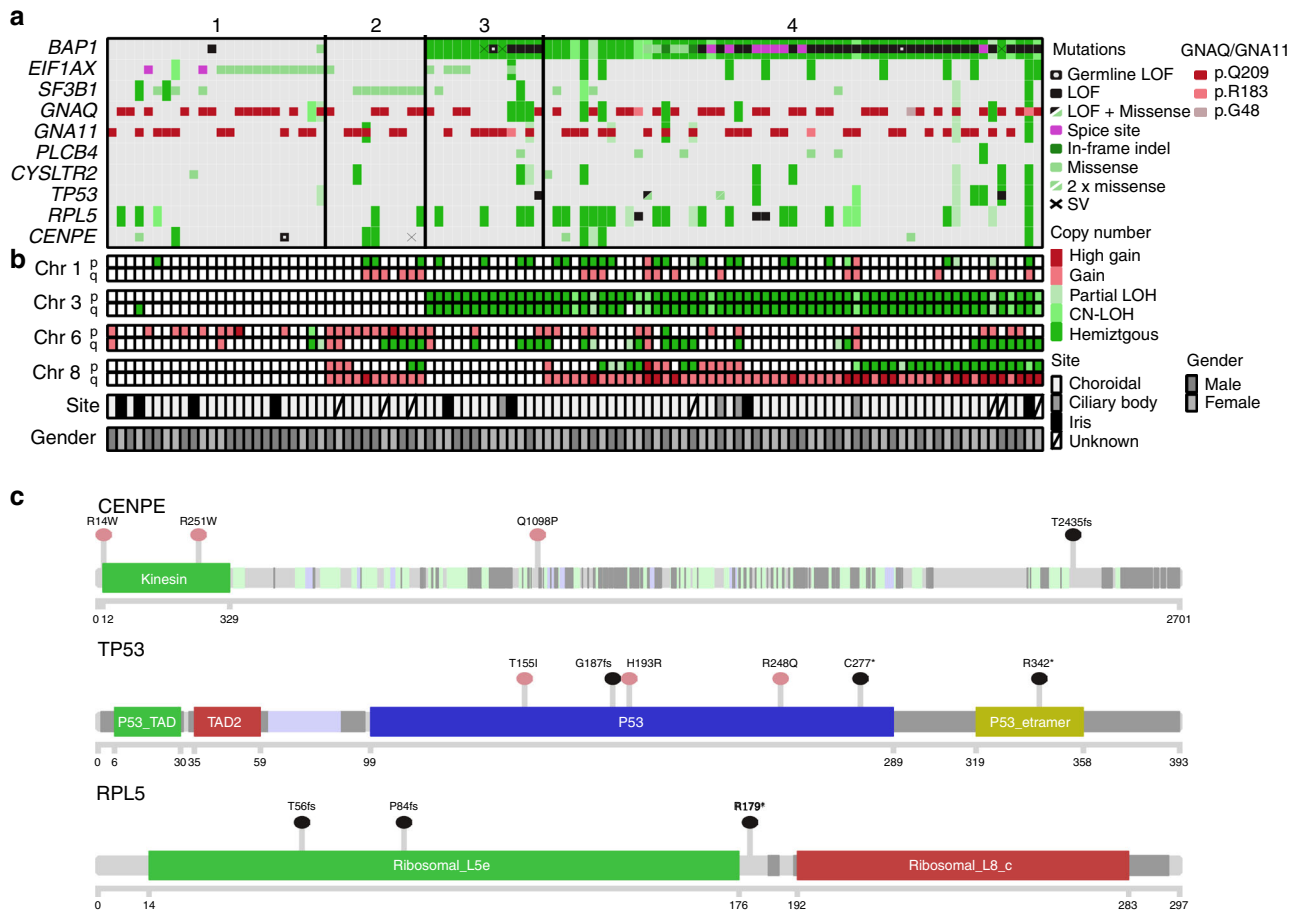 a
1 2 3 4
BAP1
EIF1AX
SF3B1
GNAQ
GNA11
PLCB4
CYSLTR2
TP53
RPL5
CENPE
Mutations
Germline LOF
LOF
LOF + Missense
Spice site
In-frame indel
Missense
2 x missense
SV
GNAQ/GNA11
p.Q209
p.R183
p.G48
Copy number
High gain
Gain
Partial LOH
CN-LOH
Hemiztgous
b
Chr 1 p
q
Chr 3 p
q
Chr 6 p
q
Chr 8 p
q
Site
Gender
Site
Choroidal
Ciliary body
Iris
Unknown
Gender
Male
Female
c
CENPE
R14W R251W Q1098P T2435fs
Kinesin
0 12 329 2701
TP53
T155I G187fs H193R R248Q C277* R342*
P53_TAD TAD2 P53 P53_etramer
0 6 30 35 59 99 289 319 358 393
RPL5
T56fs P84fs R179*
Ribosomal_L5e Ribosomal_L8_c
0 14 176 192 283 297